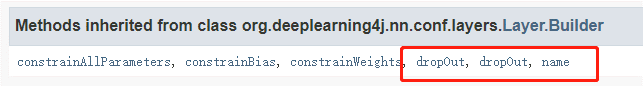 Methods inherited from class org.deeplearning4j.nn.conf.layers.Layer.Builder
constrainAllParameters, constrainBias, constrainWeights, dropOut, dropOut, name